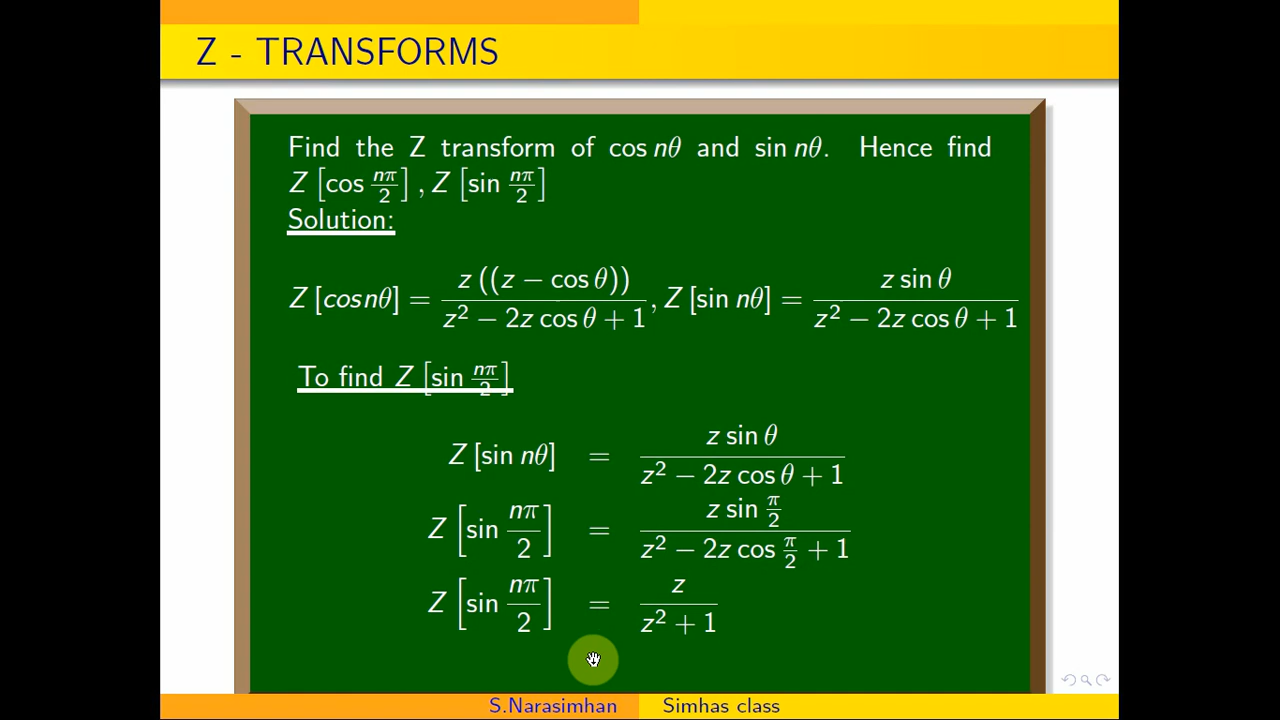 Z - TRANSFORMS
Find the Z transform of cos nθ and sin nθ. Hence find
Z [cos nπ/2] , Z [sin nπ/2]
Solution:
Z [cosnθ] = z ((z − cos θ)) / z² − 2z cos θ + 1 , Z [sin nθ] = z sin θ / z² − 2z cos θ + 1
To find Z [sin nπ/2]
Z [sin nθ] = z sin θ / z² − 2z cos θ + 1
Z [sin nπ/2] = z sin π/2 / z² − 2z cos π/2 + 1
Z [sin nπ/2] = z / z² + 1
S.Narasimhan Simhas class